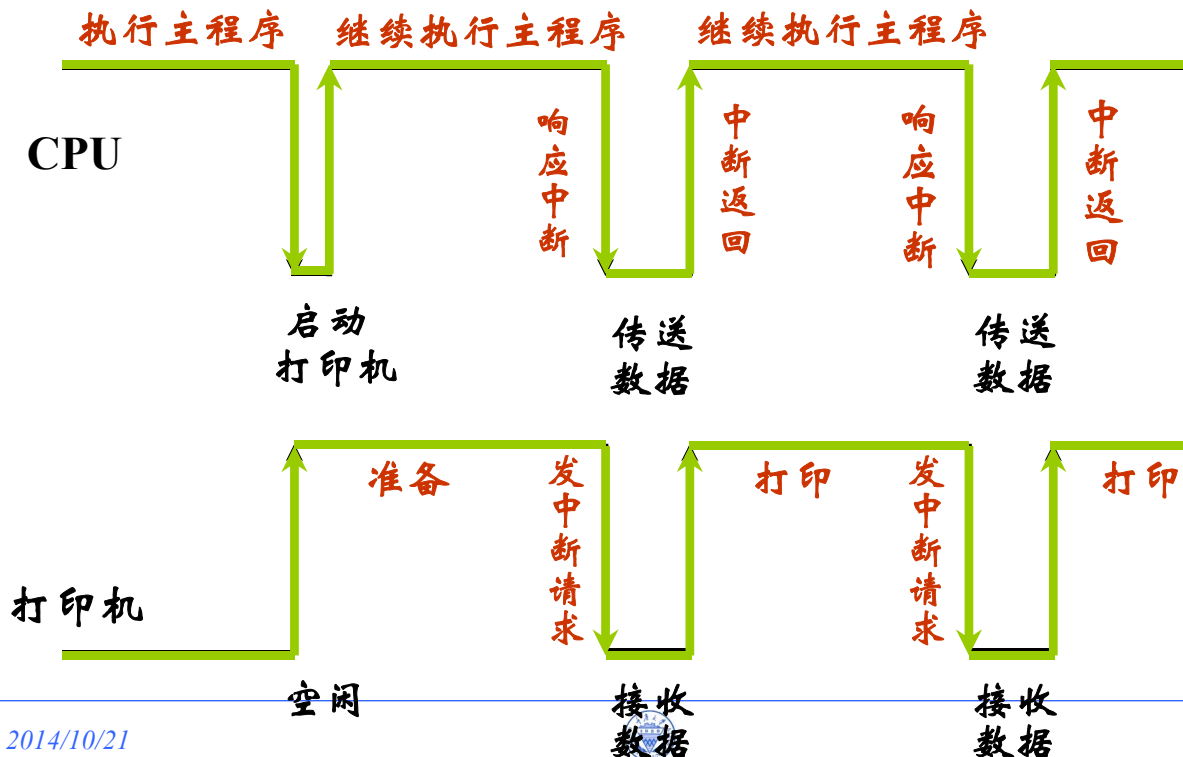 执行主程序
继续执行主程序
继续执行主程序
CPU
响应中断
中断返回
响应中断
中断返回
启动
打印机
传送
数据
传送
数据
准备
发中断请求
打印
发中断请求
打印
打印机
空闲
接收
数据
接收
数据
2014/10/21